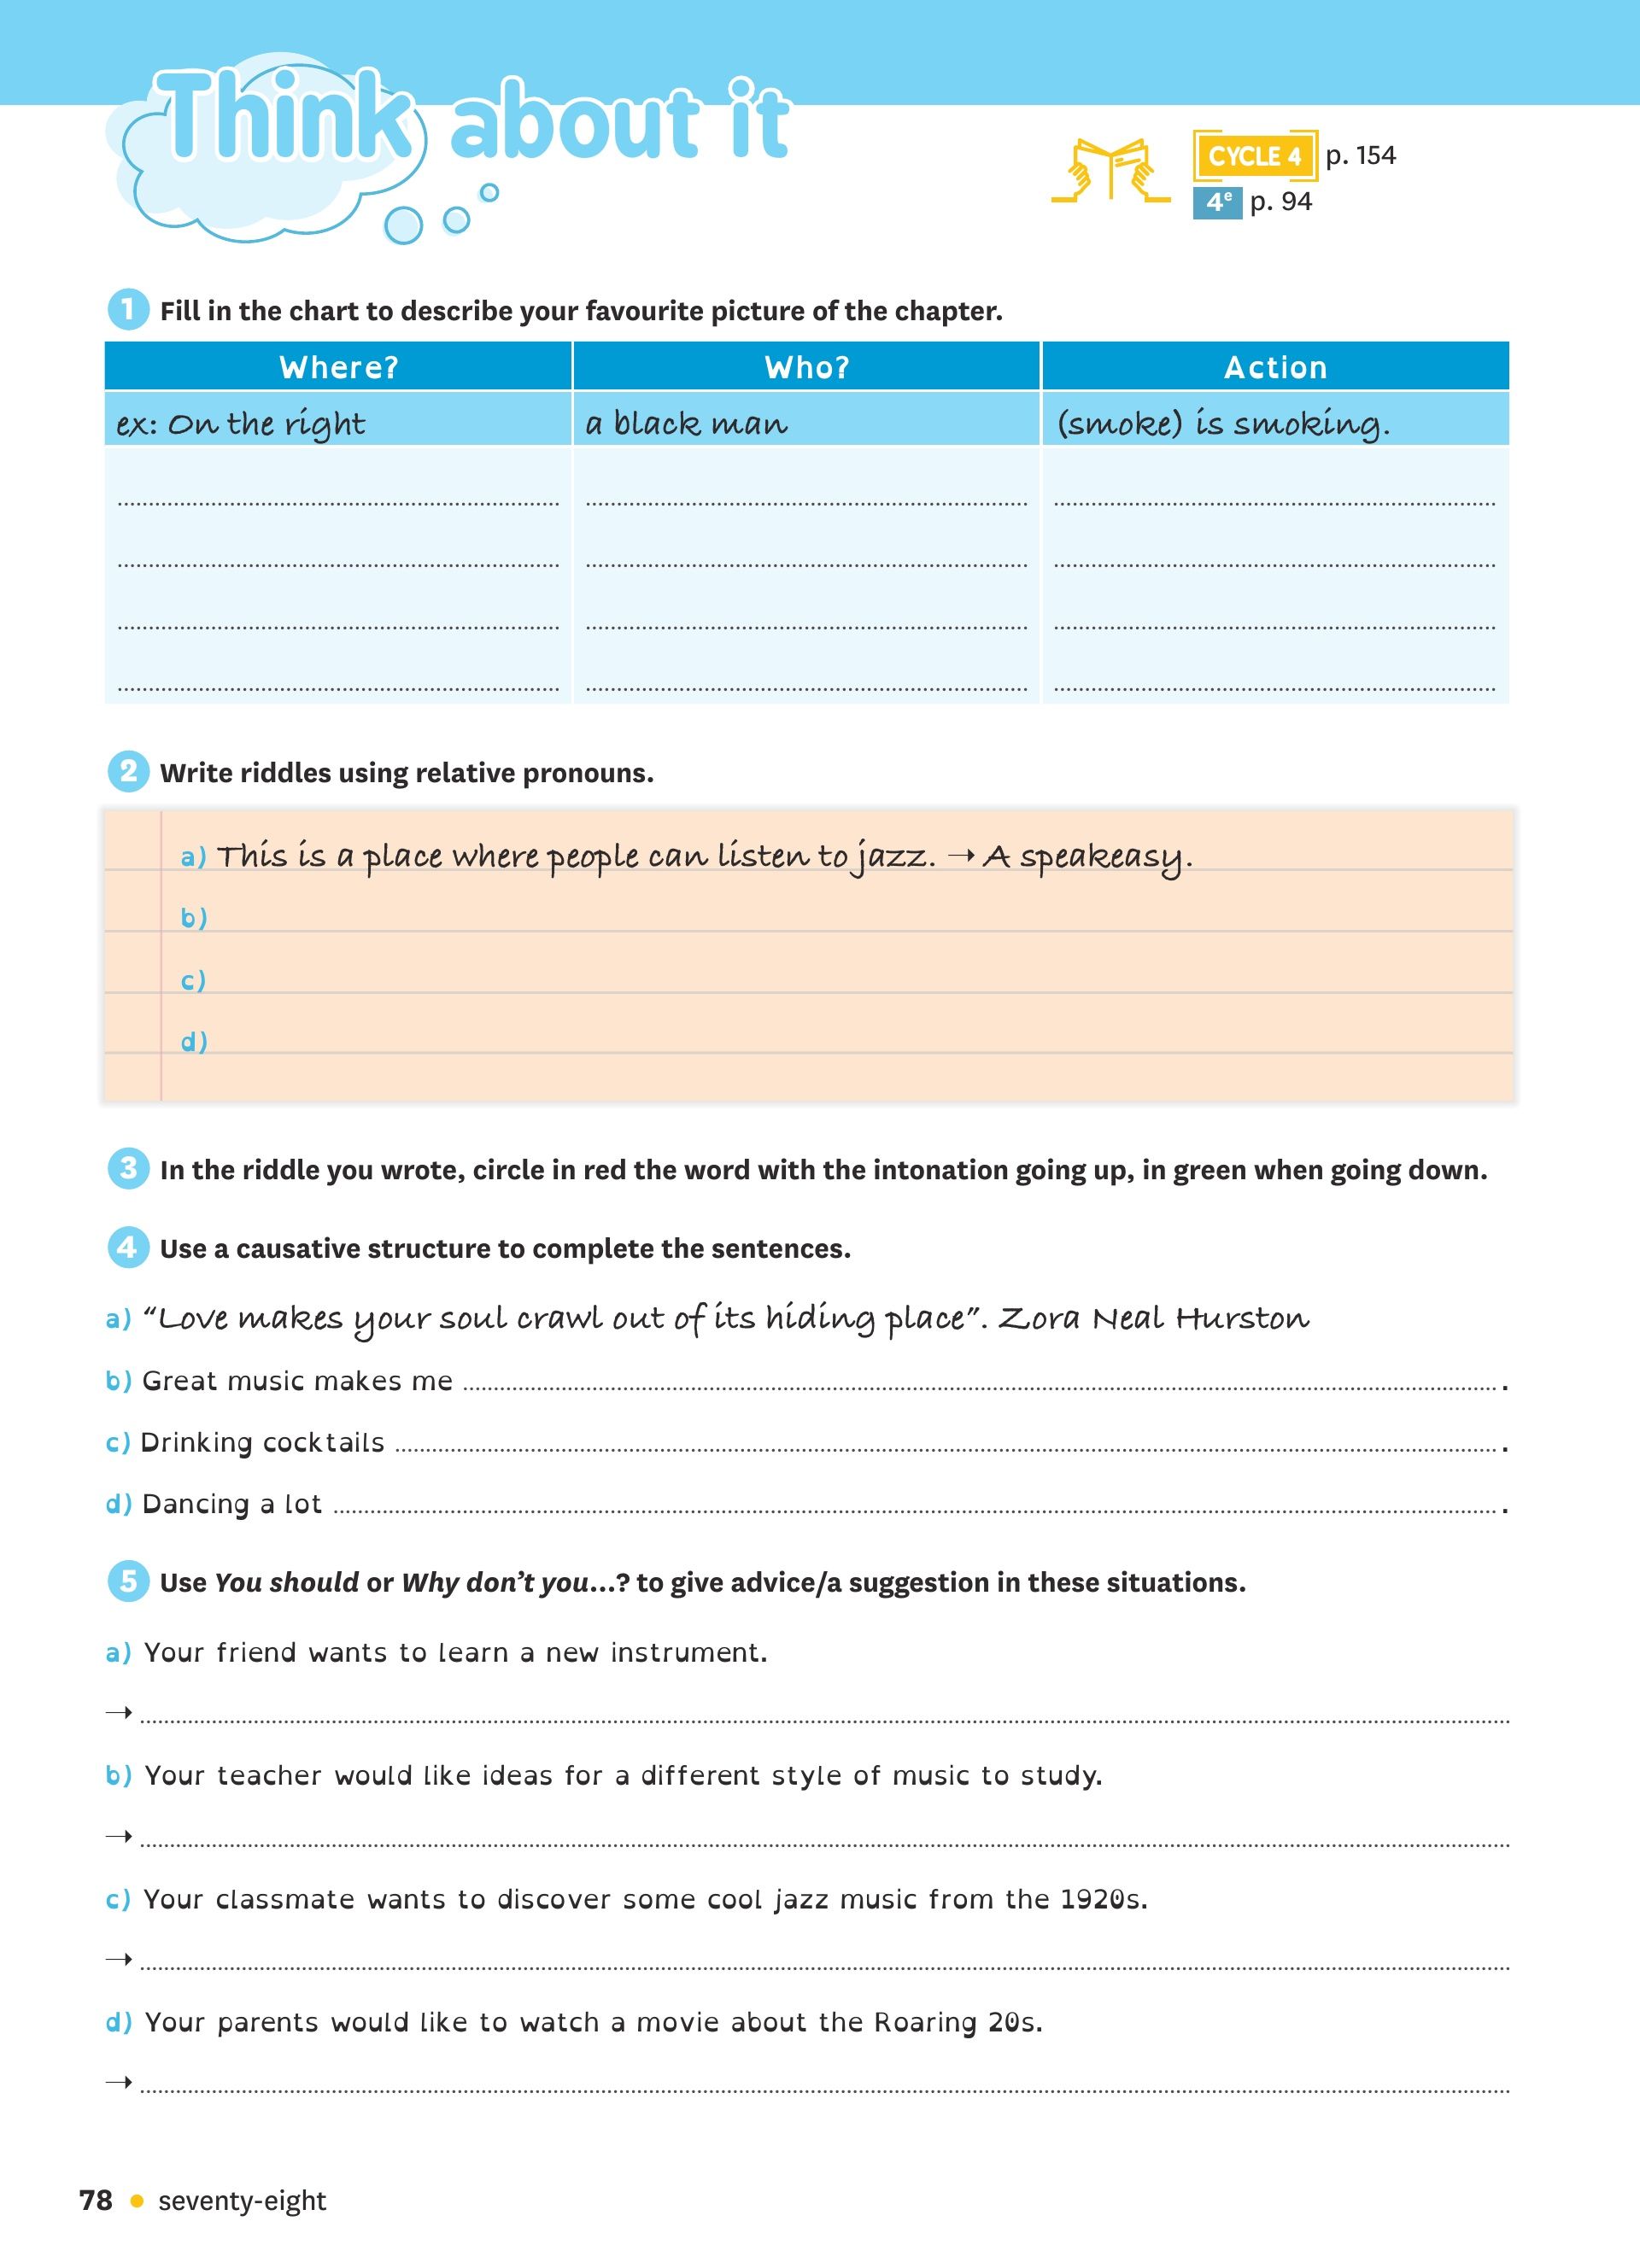 Think about it
CYCLE 4 p. 154
4e p. 94
1 Fill in the chart to describe your favourite picture of the chapter.
Where? Who? Action
ex: On the right a black man (smoke) is smoking.
2 Write riddles using relative pronouns.
a) This is a place where people can listen to jazz. → A speakeasy.
b)
c)
d)
3 In the riddle you wrote, circle in red the word with the intonation going up, in green when going down.
4 Use a causative structure to complete the sentences.
a) “Love makes your soul crawl out of its hiding place”. Zora Neal Hurston
b) Great music makes me .
c) Drinking cocktails .
d) Dancing a lot .
5 Use You should or Why don’t you...? to give advice/a suggestion in these situations.
a) Your friend wants to learn a new instrument.
→
b) Your teacher would like ideas for a different style of music to study.
→
c) Your classmate wants to discover some cool jazz music from the 1920s.
→
d) Your parents would like to watch a movie about the Roaring 20s.
→
78 • seventy-eight